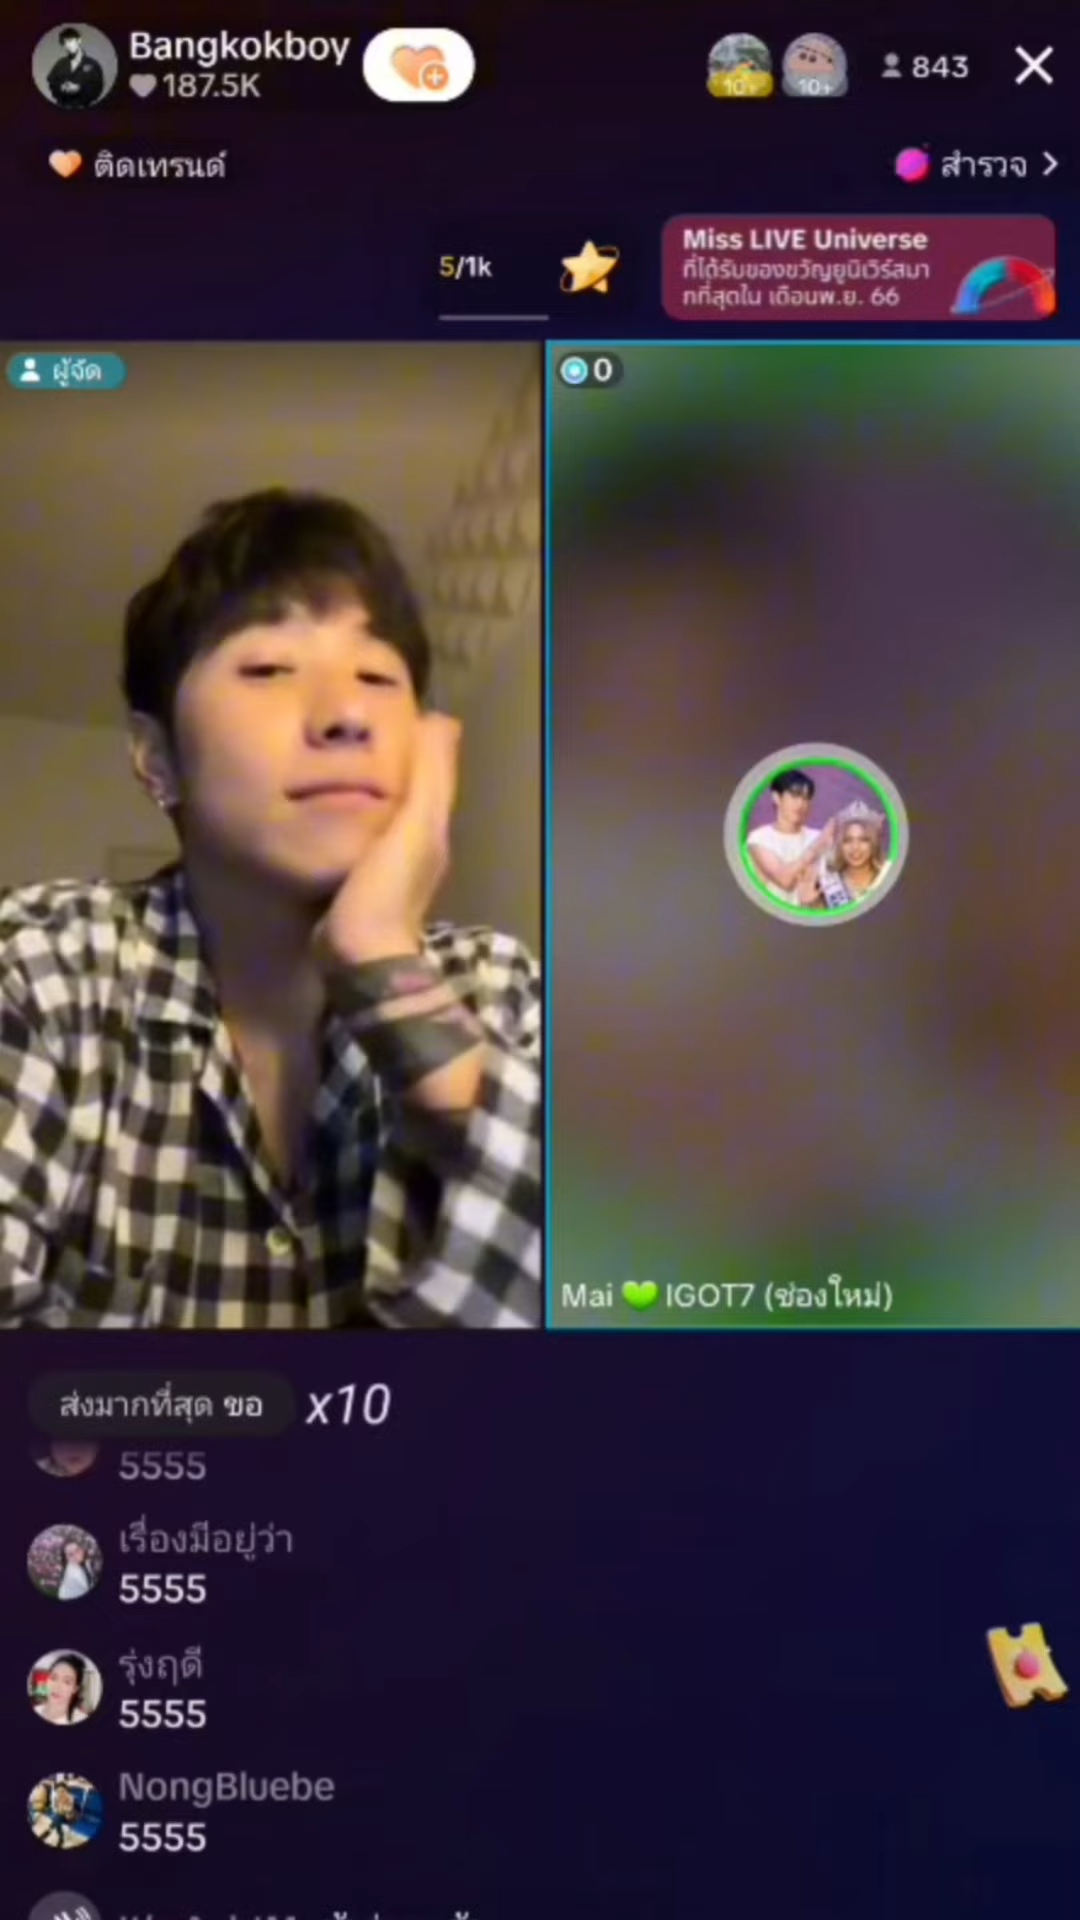 Bangkokboy
187.5K
10+
10+
843
ติดเทรนด์
สำรวจ
5/1k
Miss LIVE Universe
ที่ได้รับของขวัญยูนิเวิร์สมา
กที่สุดใน เดือนพ.ย. 66
ผู้จัด
0
Mai 💚 IGOT7 (ช่องใหม่)
ส่งมากที่สุด ขอ x10
5555
เรื่องมีอยู่ว่า
5555
รุ่งฤดี
5555
NongBluebe
5555